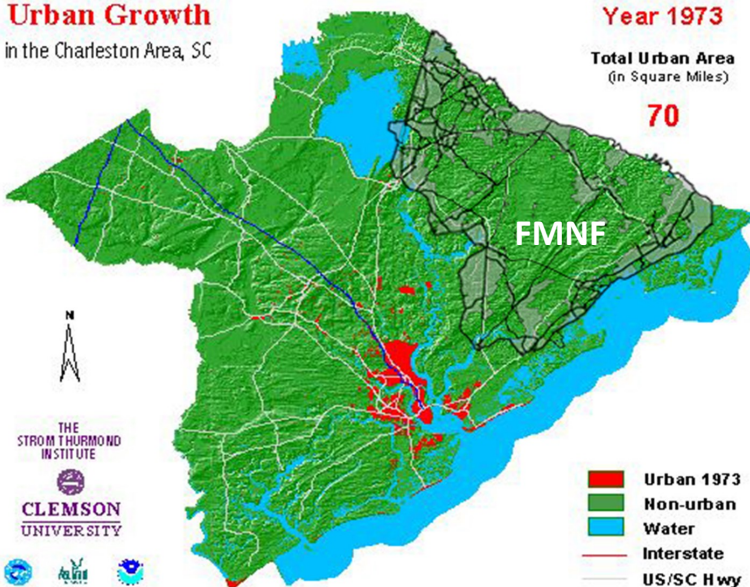 Urban Growth
in the Charleston Area, SC
Year 1973
Total Urban Area
(in Square Miles)
70
FMNF
N
THE
STROM THURMOND
INSTITUTE
CLEMSON
UNIVERSITY
Urban 1973
Non-urban
Water
Interstate
US/SC Hwy